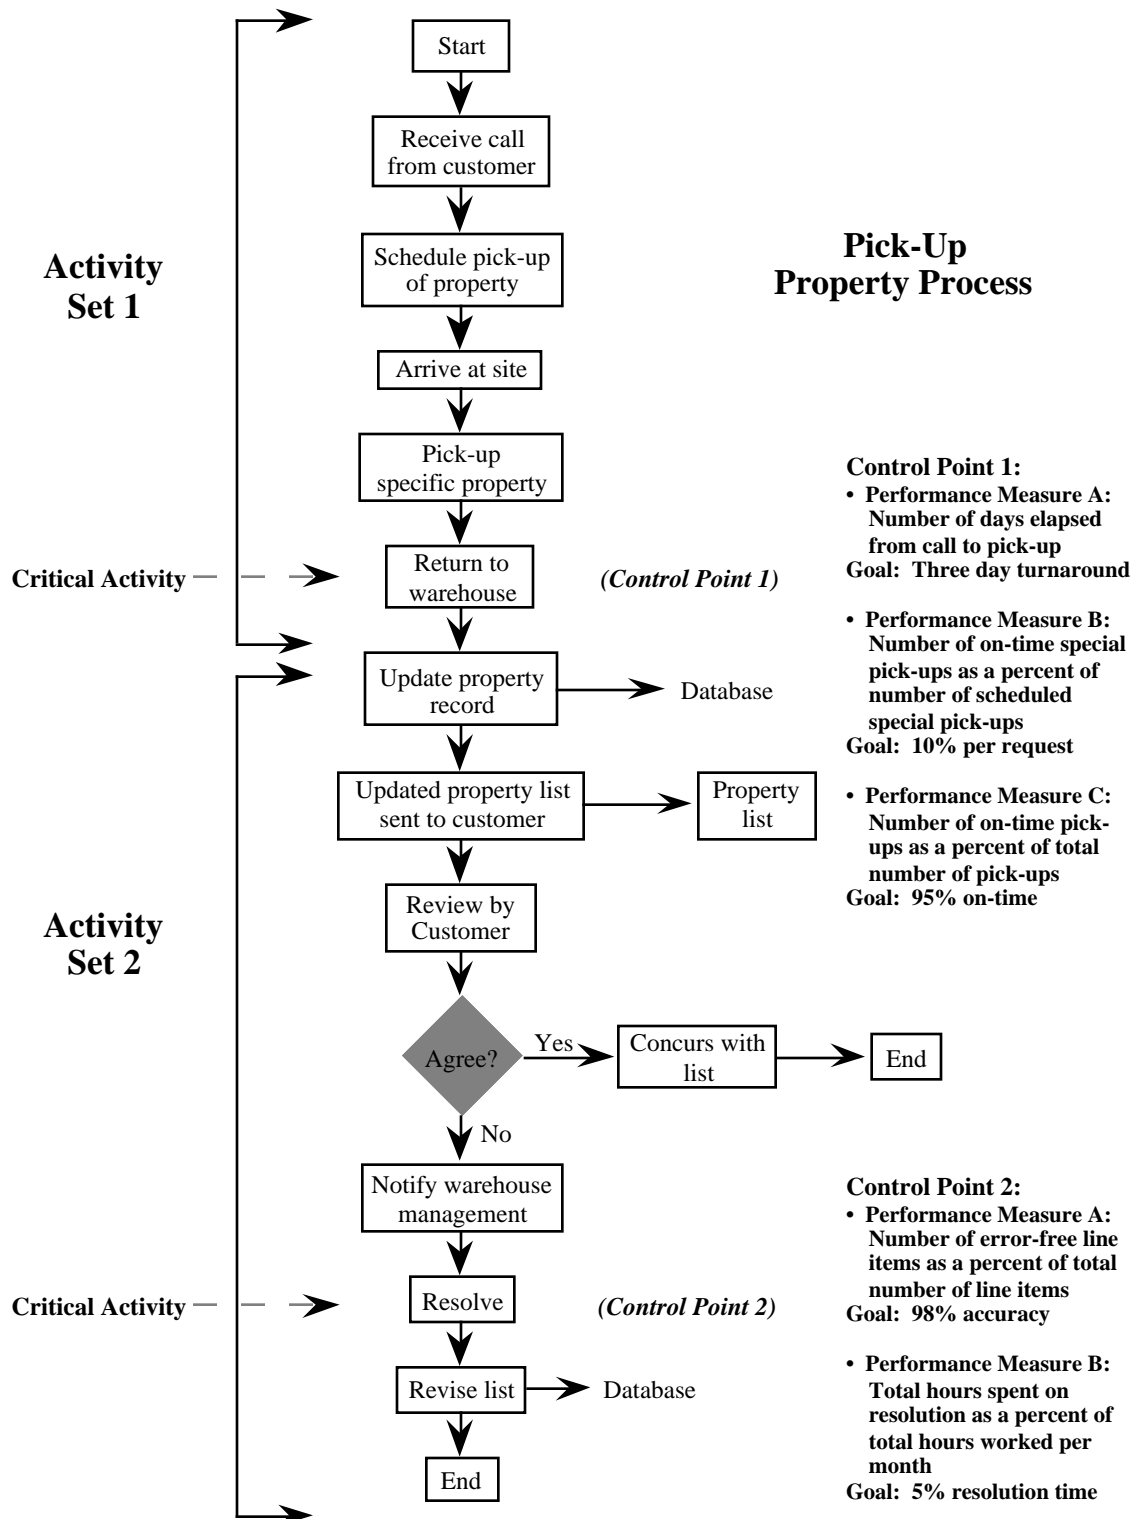 Start
Receive call
from customer
Schedule pick-up
of property
Activity
Set 1
Pick-Up
Property Process
Arrive at site
Pick-up
specific property
Return to
warehouse
Critical Activity
(Control Point 1)
Control Point 1:
• Performance Measure A:
Number of days elapsed
from call to pick-up
Goal: Three day turnaround
• Performance Measure B:
Number of on-time special
pick-ups as a percent of
number of scheduled
special pick-ups
Goal: 10% per request
• Performance Measure C:
Number of on-time pick-
ups as a percent of total
number of pick-ups
Goal: 95% on-time
Update property
record
Database
Updated property list
sent to customer
Property
list
Review by
Customer
Activity
Set 2
Agree?
Yes
Concurs with
list
End
No
Notify warehouse
management
Critical Activity
Resolve
(Control Point 2)
Revise list
Database
End
Control Point 2:
• Performance Measure A:
Number of error-free line
items as a percent of total
number of line items
Goal: 98% accuracy
• Performance Measure B:
Total hours spent on
resolution as a percent of
total hours worked per
month
Goal: 5% resolution time